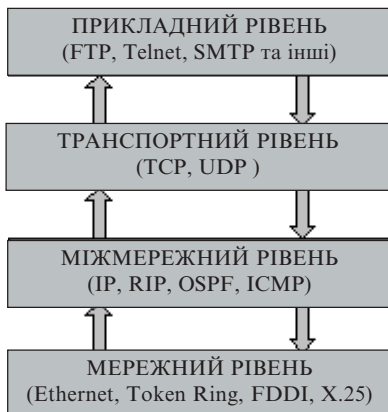 ПРИКЛАДНИЙ РІВЕНЬ
(FTP, Telnet, SMTP та інші)
ТРАНСПОРТНИЙ РІВЕНЬ
(TCP, UDP )
МІЖМЕРЕЖНИЙ РІВЕНЬ
(IP, RIP, OSPF, ICMP)
МЕРЕЖНИЙ РІВЕНЬ
(Ethernet, Token Ring, FDDI, X.25)